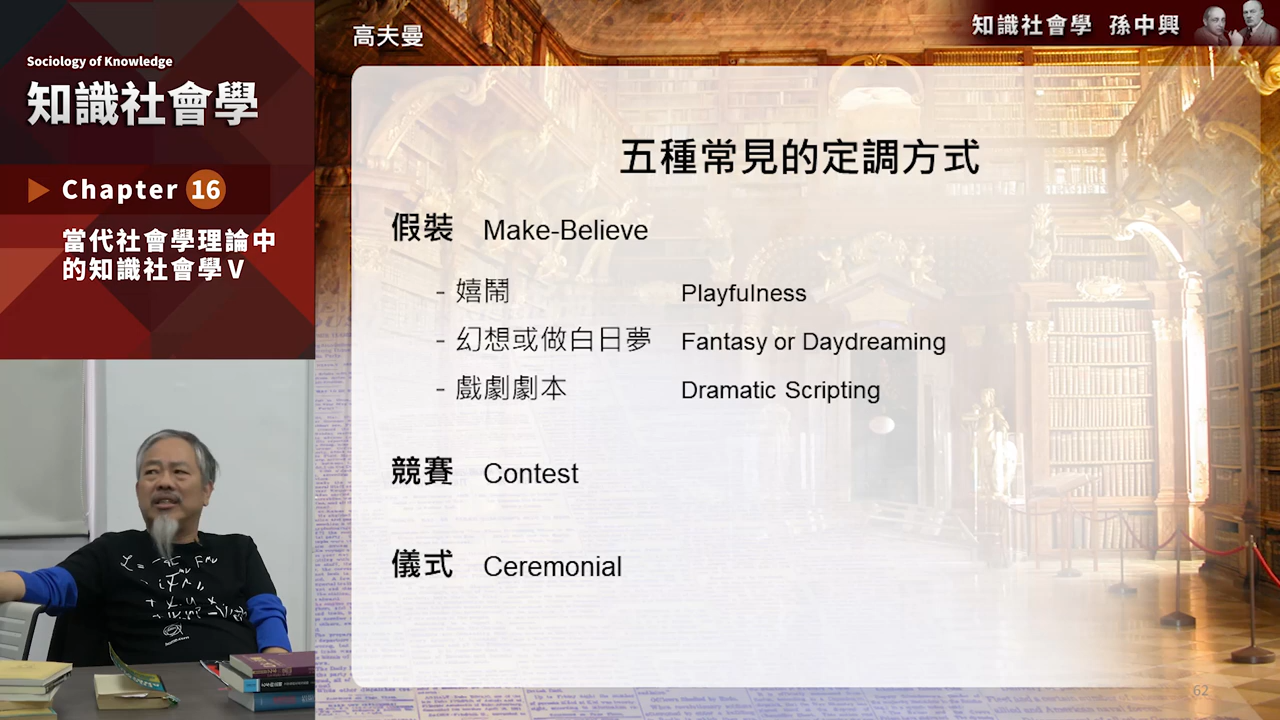 Sociology of Knowledge
知識社會學
Chapter 16
當代社會學理論中
的知識社會學 V
高夫曼
知識社會學 孫中興
五種常見的定調方式
假裝 Make-Believe
- 嬉鬧 Playfulness
- 幻想或做白日夢 Fantasy or Daydreaming
- 戲劇劇本 Dramatic Scripting
競賽 Contest
儀式 Ceremonial
62